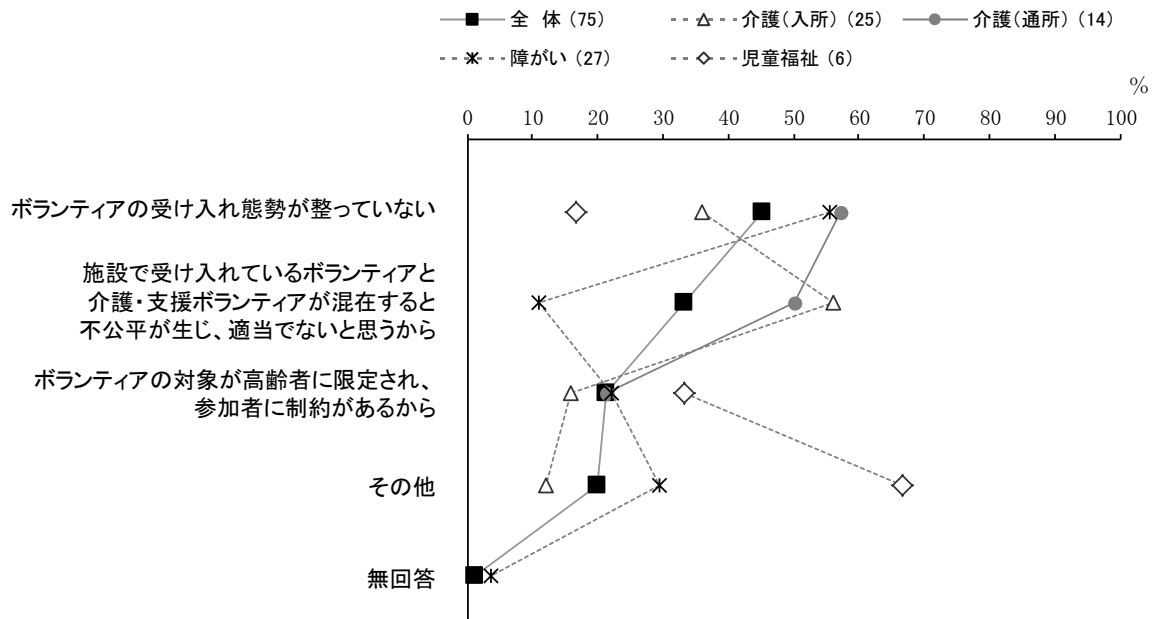 全 体 (75) 介護(入所) (25) 介護(通所) (14)
障がい (27) 児童福祉 (6)
%
0 10 20 30 40 50 60 70 80 90 100
ボランティアの受け入れ態勢が整っていない
施設で受け入れているボランティアと
介護・支援ボランティアが混在すると
不公平が生じ、適当でないと思うから
ボランティアの対象が高齢者に限定され、
参加者に制約があるから
その他
無回答